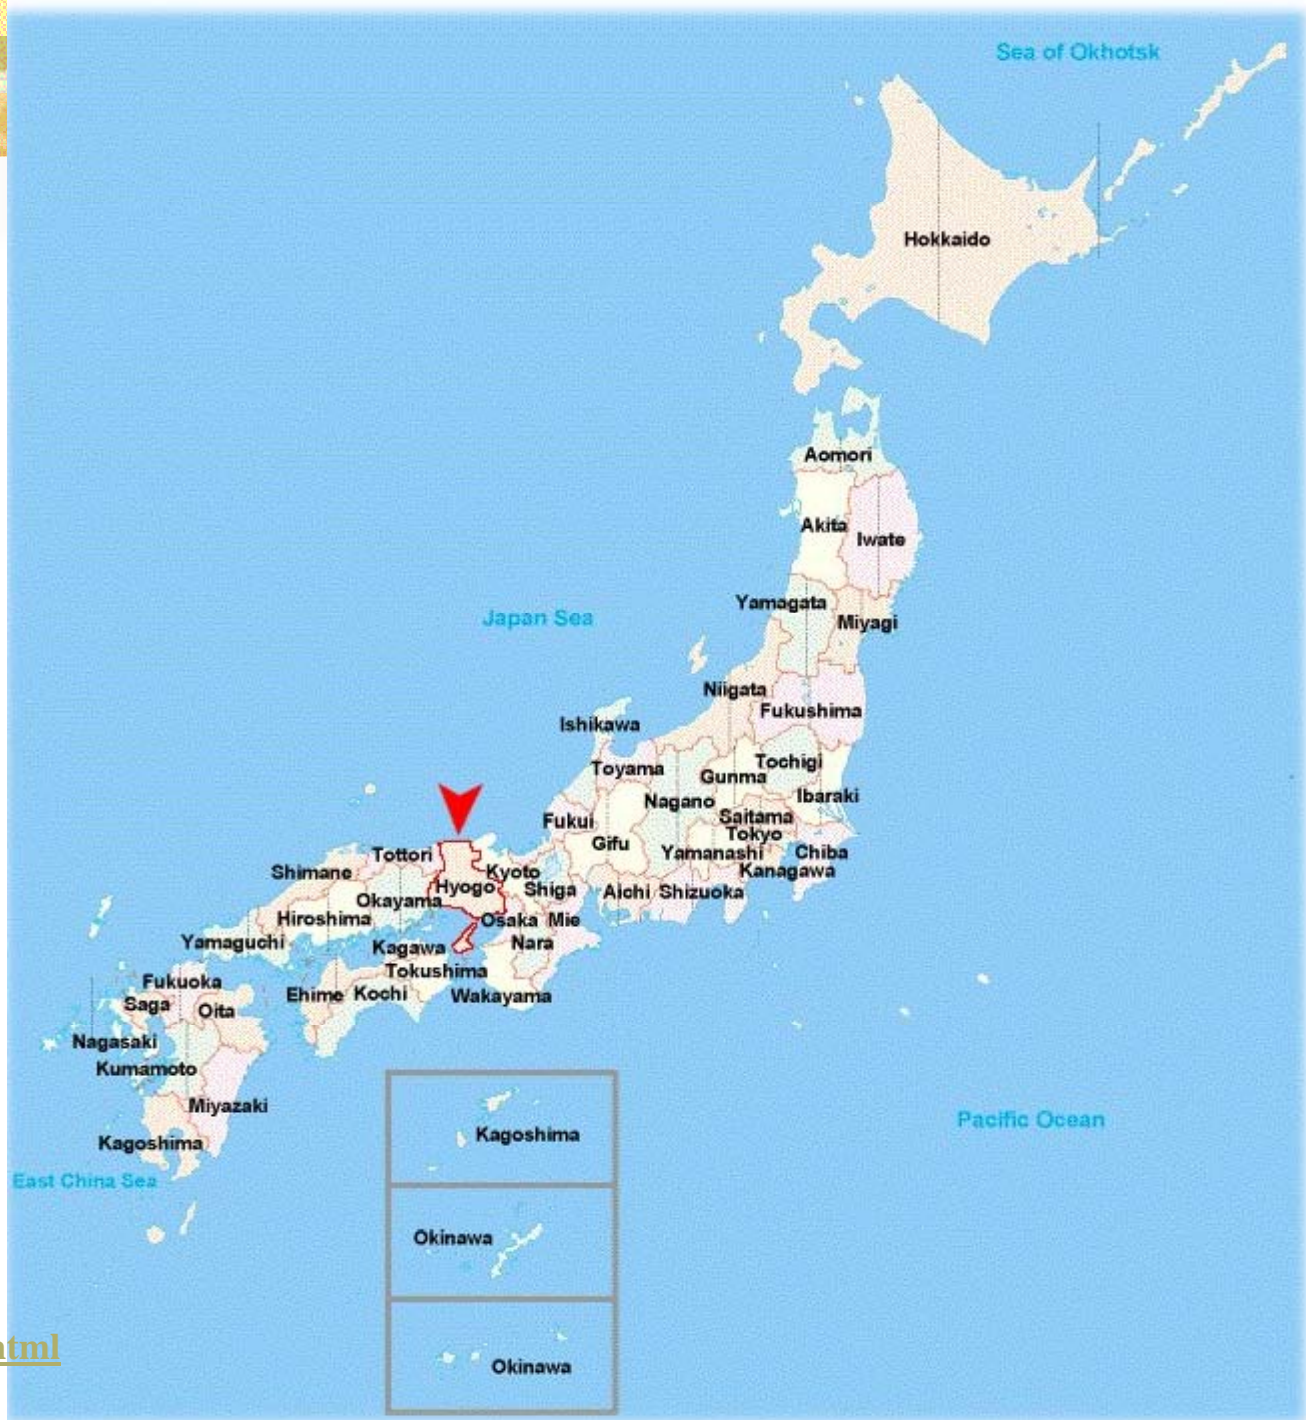 Sea of Okhotsk
Hokkaido
Aomori
Akita
Iwate
Yamagata
Miyagi
Japan Sea
Niigata
Fukushima
Ishikawa
Toyama
Gunma
Tochigi
Nagano
Ibaraki
Fukui
Saitama
Gifu
Tokyo
Tottori
Yamanashi
Chiba
Shimane
Kyoto
Kanagawa
Hyogo
Shiga
Aichi
Shizuoka
Okayama
Hiroshima
Osaka
Mie
Yamaguchi
Kagawa
Nara
Tokushima
Fukuoka
Ehime
Kochi
Wakayama
Saga
Oita
Nagasaki
Kumamoto
Miyazaki
Pacific Ocean
Kagoshima
Kagoshima
East China Sea
Okinawa
html
Okinawa